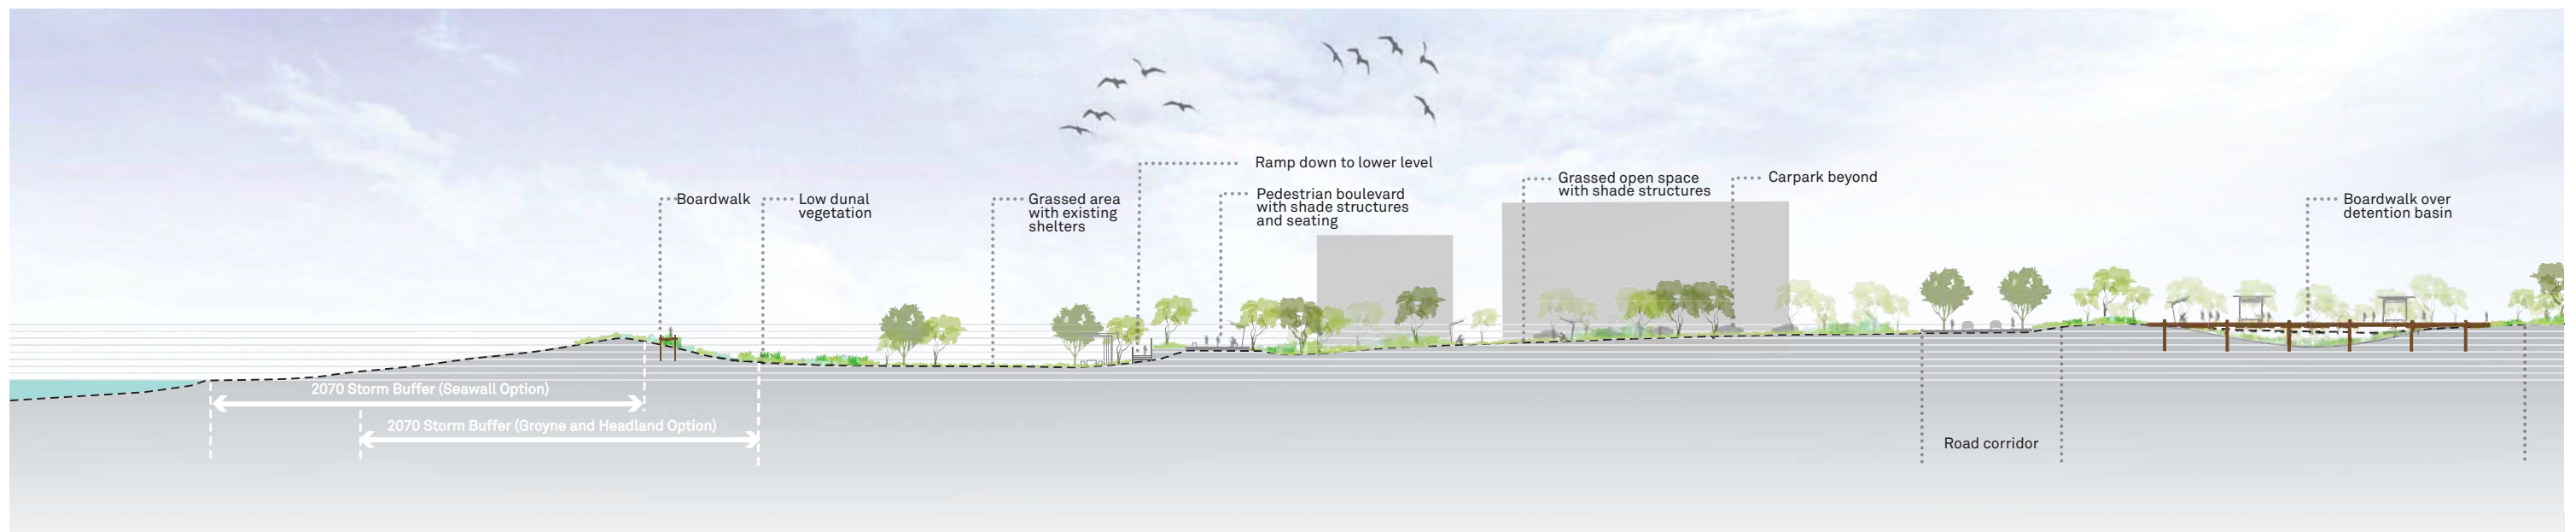 Ramp down to lower level
Boardwalk
Low dunal
vegetation
Grassed area
with existing
shelters
Pedestrian boulevard
with shade structures
and seating
Grassed open space
with shade structures
Carpark beyond
Boardwalk over
detention basin
2070 Storm Buffer (Seawall Option)
2070 Storm Buffer (Groyne and Headland Option)
Road corridor